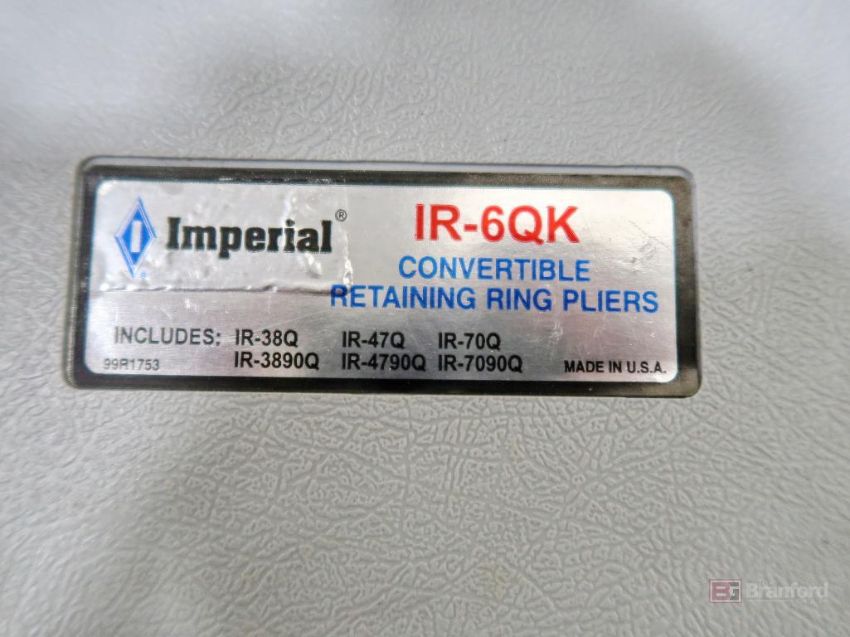 Imperial® IR-6QK
CONVERTIBLE
RETAINING RING PLIERS
INCLUDES: IR-38Q IR-47Q IR-70Q
99R1753 IR-3890Q IR-4790Q IR-7090Q MADE IN U.S.A.
BG Branford